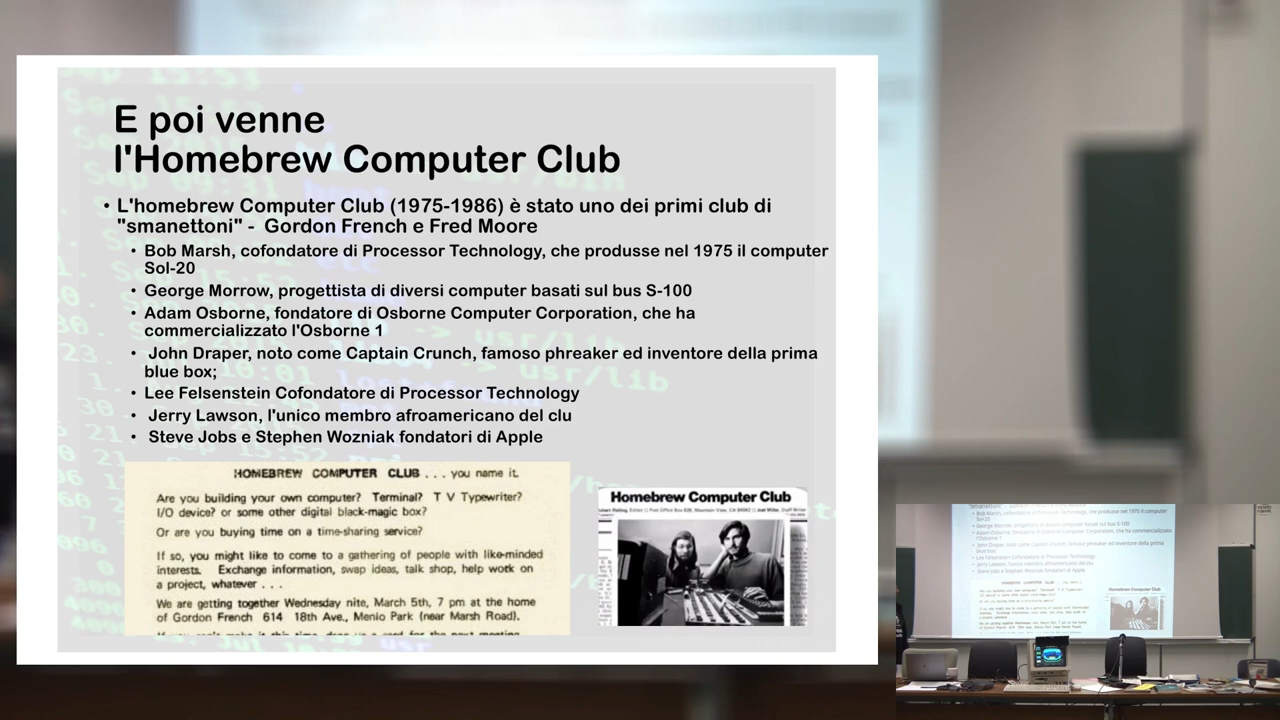 E poi venne
l'Homebrew Computer Club
• L'homebrew Computer Club (1975-1986) è stato uno dei primi club di
"smanettoni" - Gordon French e Fred Moore
• Bob Marsh, cofondatore di Processor Technology, che produsse nel 1975 il computer
Sol-20
• George Morrow, progettista di diversi computer basati sul bus S-100
• Adam Osborne, fondatore di Osborne Computer Corporation, che ha
commercializzato l'Osborne 1
• John Draper, noto come Captain Crunch, famoso phreaker ed inventore della prima
blue box;
• Lee Felsenstein Cofondatore di Processor Technology
• Jerry Lawson, l'unico membro afroamericano del clu
• Steve Jobs e Stephen Wozniak fondatori di Apple
HOMEBREW COMPUTER CLUB . . . you name it.
Are you building your own computer? Terminal? T V Typewriter?
I/O device? or some other digital black-magic box?
Or are you buying time on a time-sharing service?
If so, you might like to come to a gathering of people with like-minded
interests. Exchange information, swap ideas, talk shop, help work on
a project, whatever . . .
We are getting together Wednesday nite, March 5th, 7 pm at the home
of Gordon French 614 18th Ave., Menlo Park (near Marsh Road).
Homebrew Computer Club